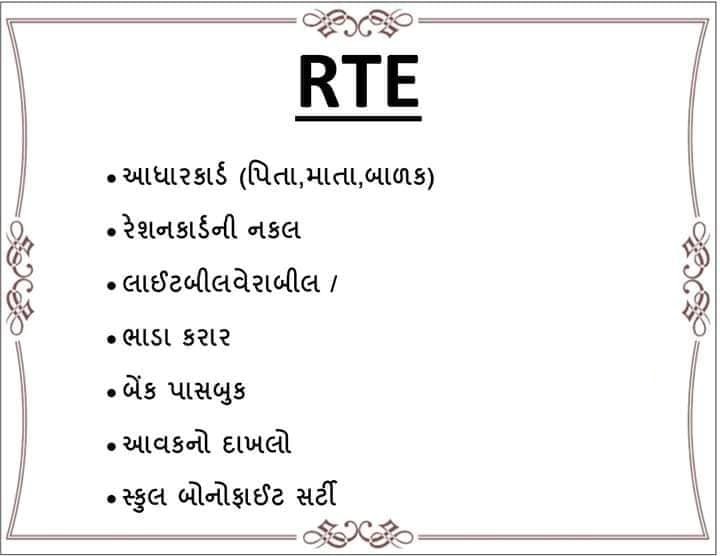 RTE
• આધારકાર્ડ (પિતા,માતા,બાળક)
• રેશનકાર્ડની નકલ
• લાઈટબીલવેરાબીલ /
• ભાડા કરાર
• બેંક પાસબુક
• આવકનો દાખલો
• સ્કુલ બોનોફાઈટ સર્ટી